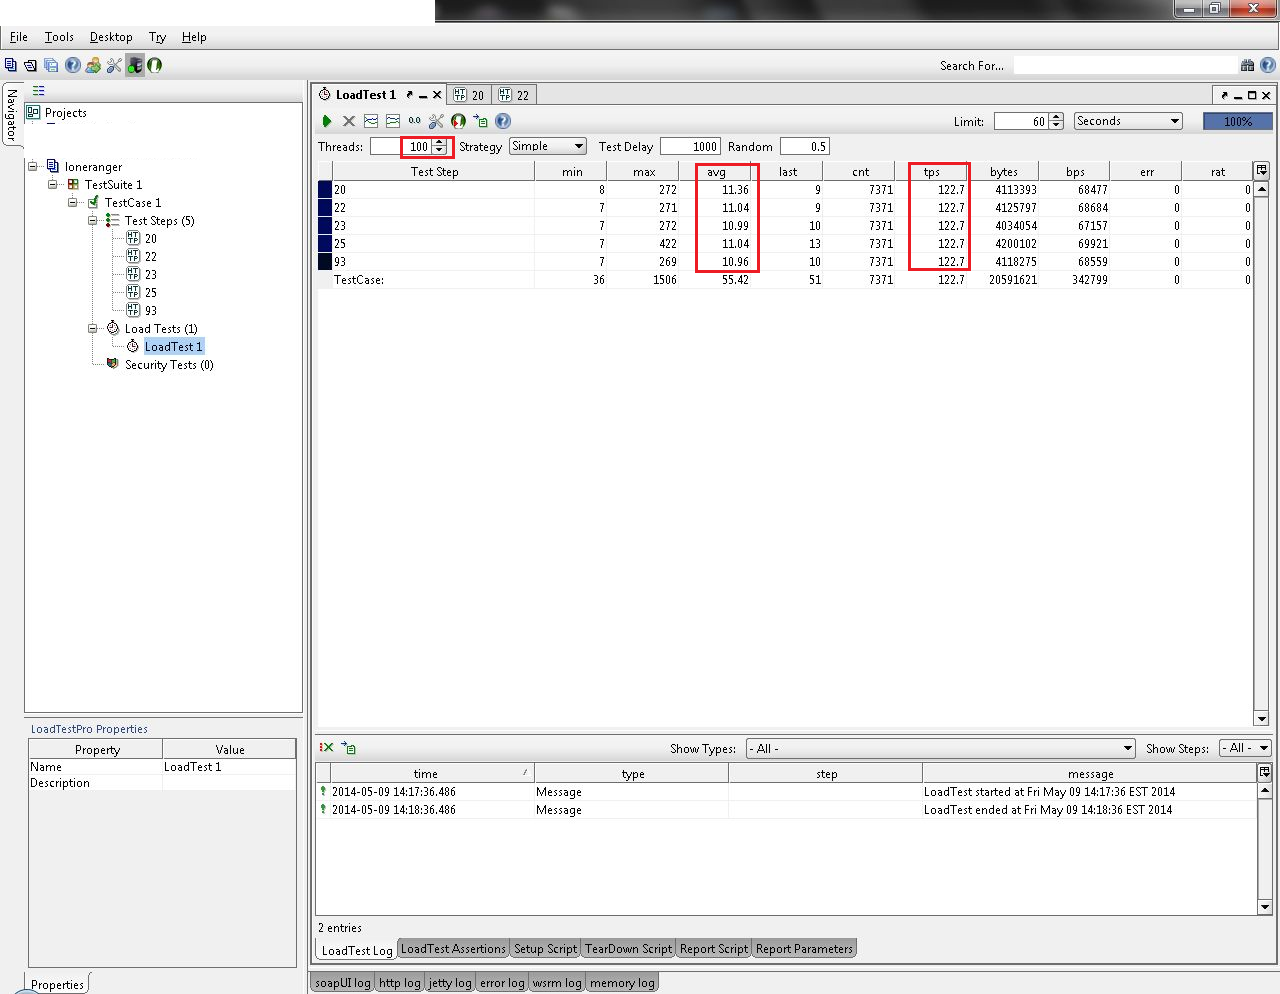 File Tools Desktop Try Help
Search For...
Navigator
Projects
loneranger
TestSuite 1
TestCase 1
Test Steps (5)
20
22
23
25
93
Load Tests (1)
LoadTest 1
Security Tests (0)
LoadTestPro Properties
Property Value
Name LoadTest 1
Description
Properties
LoadTest 1 20 22
0.0 Limit: 60 Seconds 100%
Threads: 100 Strategy Simple Test Delay 1000 Random 0.5
Test Step min max avg last cnt tps bytes bps err rat
20 8 272 11.36 9 7371 122.7 4113393 68477 0 0
22 7 271 11.04 9 7371 122.7 4125797 68684 0 0
23 7 272 10.99 10 7371 122.7 4034054 67157 0 0
25 7 422 11.04 13 7371 122.7 4200102 69921 0 0
93 7 269 10.96 10 7371 122.7 4118275 68559 0 0
TestCase: 36 1506 55.42 51 7371 122.7 20591621 342799 0 0
Show Types: - All - Show Steps: - All -
time type step message
2014-05-09 14:17:36.486 Message LoadTest started at Fri May 09 14:17:36 EST 2014
2014-05-09 14:18:36.486 Message LoadTest ended at Fri May 09 14:18:36 EST 2014
2 entries
LoadTest Log LoadTest Assertions Setup Script TearDown Script Report Script Report Parameters
soapUI log http log jetty log error log wsrm log memory log